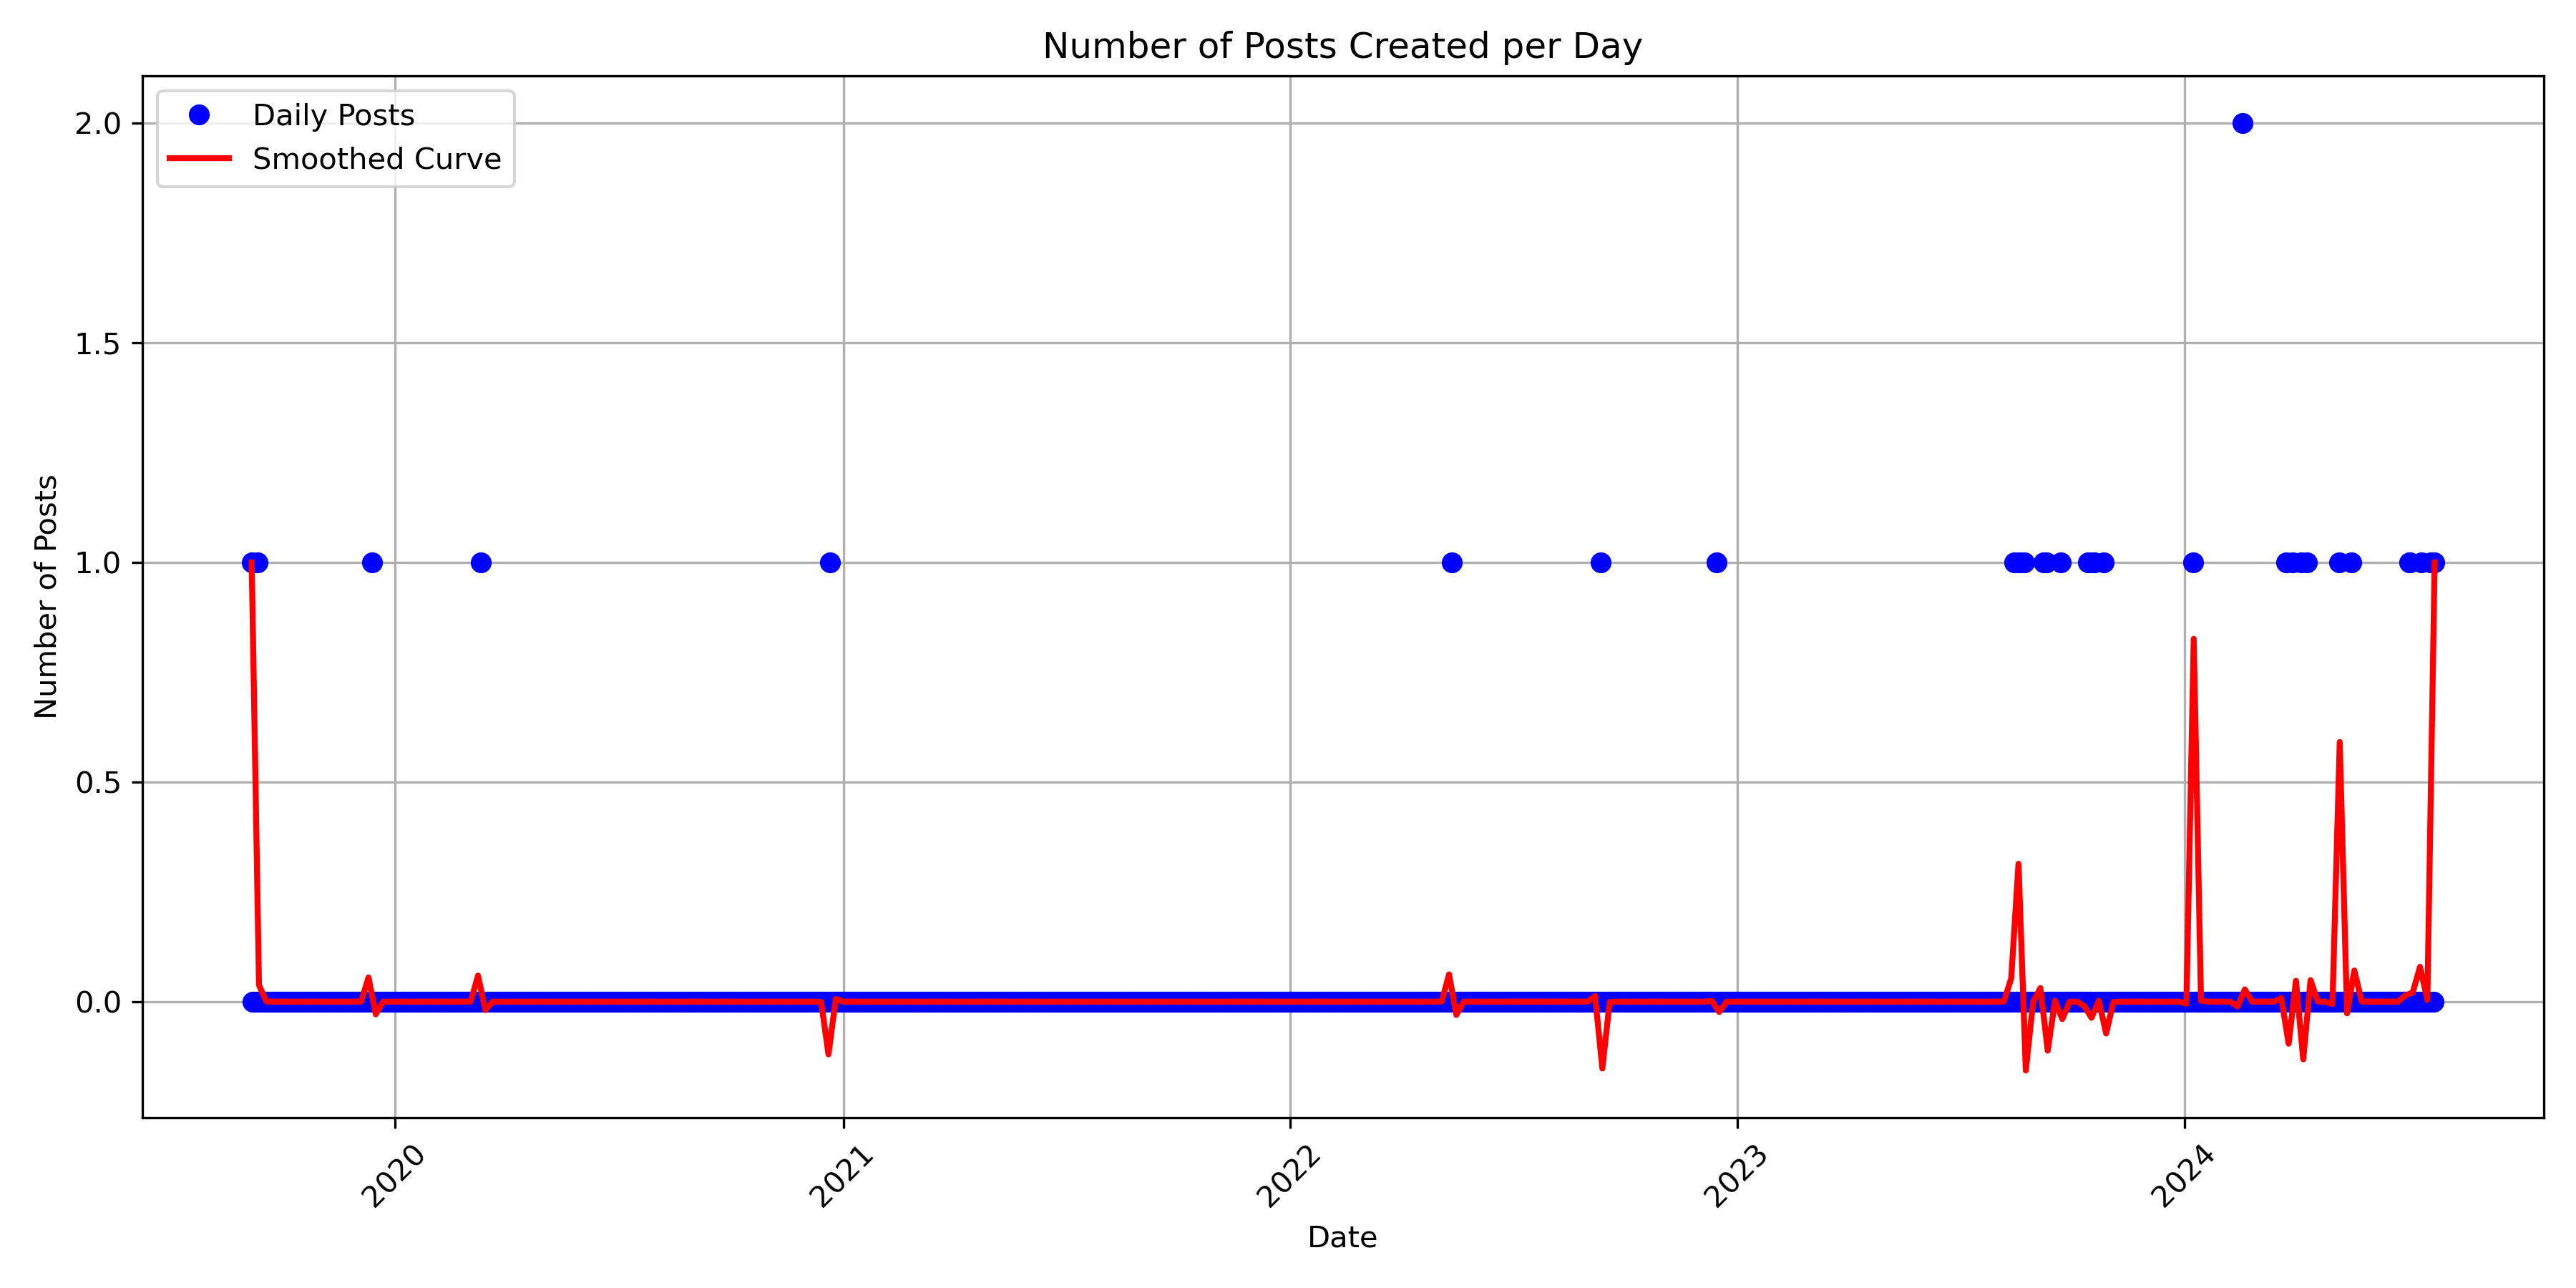 Number of Posts Created per Day
Daily Posts
Smoothed Curve
Number of Posts
2.0
1.5
1.0
0.5
0.0
2020
2021
2022
2023
2024
Date